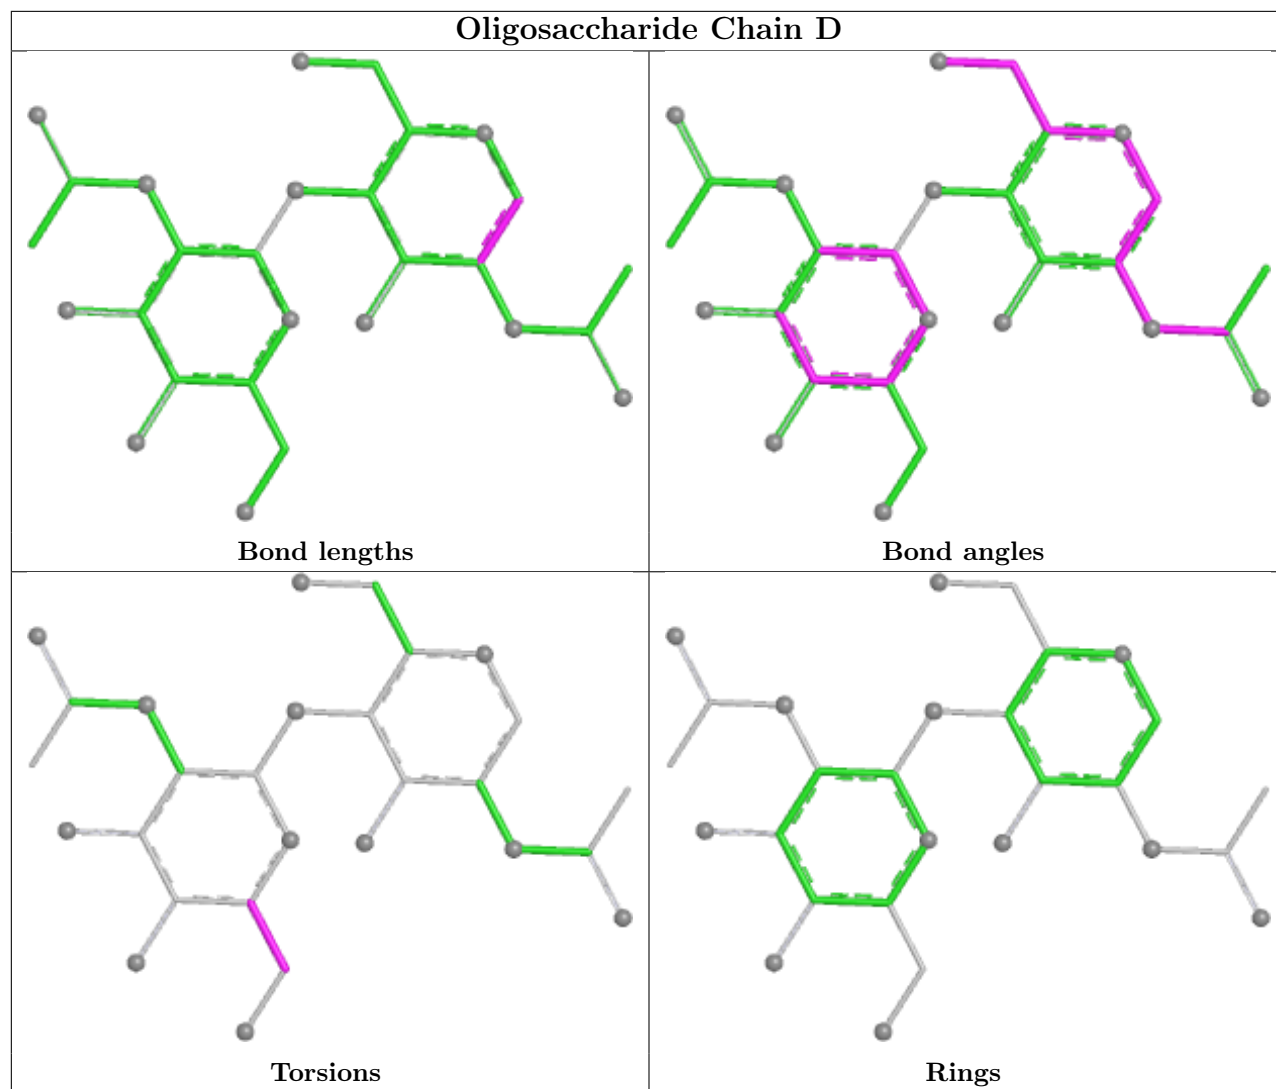 Oligosaccharide Chain D
Bond lengths
Bond angles
Torsions
Rings